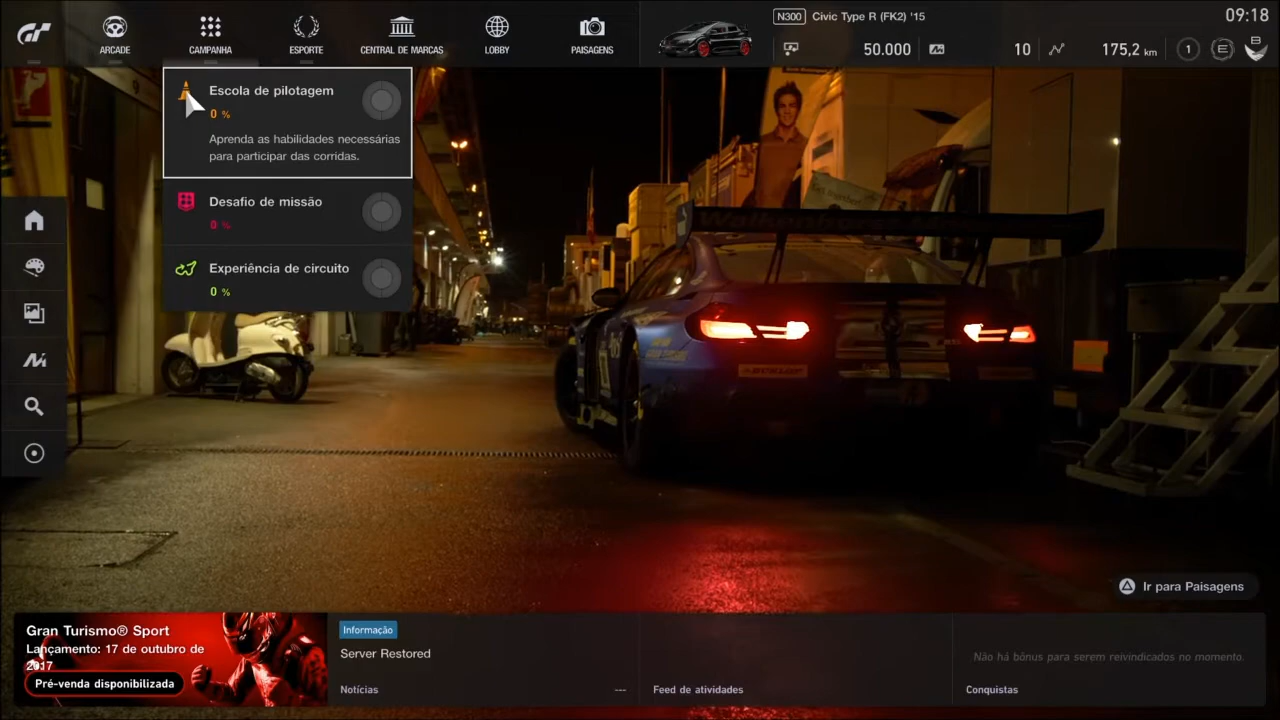 ARCADE
CAMPANHA
ESPORTE
CENTRAL DE MARCAS
LOBBY
PAISAGENS
N300 Civic Type R (FK2) '15
50.000
10
175,2 km
1
E
B
09:18
Escola de pilotagem
0 %
Aprenda as habilidades necessárias
para participar das corridas.
Desafio de missão
0 %
Experiência de circuito
0 %
Ir para Paisagens
Gran Turismo® Sport
Lançamento: 17 de outubro de
2017
Pré-venda disponibilizada
Informação
Server Restored
Notícias
---
Feed de atividades
Não há bônus para serem reivindicados no momento.
Conquistas